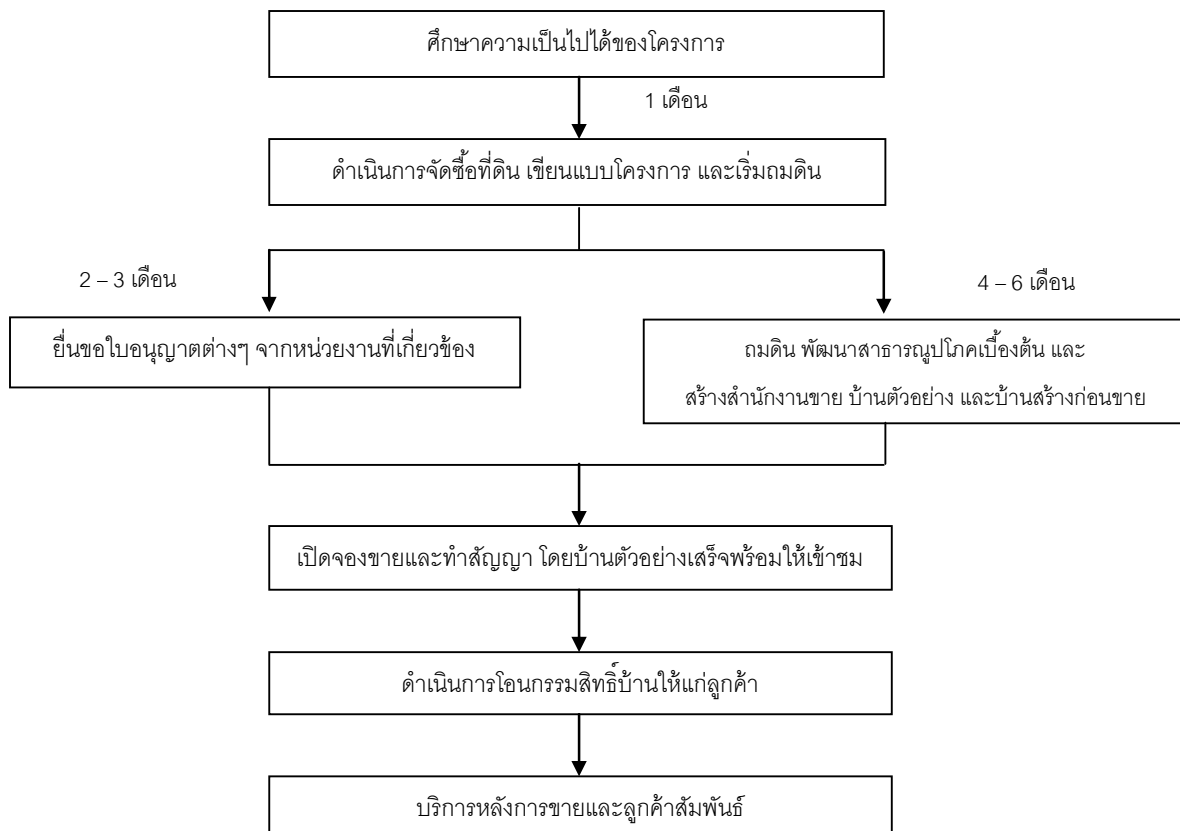 ศึกษาความเป็นไปได้ของโครงการ
1 เดือน
ดำเนินการจัดซื้อที่ดิน เขียนแบบโครงการ และเริ่มถมดิน
2 – 3 เดือน
4 – 6 เดือน
ยื่นขอใบอนุญาตต่างๆ จากหน่วยงานที่เกี่ยวข้อง
ถมดิน พัฒนาสาธารณูปโภคเบื้องต้น และ
สร้างสำนักงานขาย บ้านตัวอย่าง และบ้านสร้างก่อนขาย
เปิดจองขายและทำสัญญา โดยบ้านตัวอย่างเสร็จพร้อมให้เข้าชม
ดำเนินการโอนกรรมสิทธิ์บ้านให้แก่ลูกค้า
บริการหลังการขายและลูกค้าสัมพันธ์